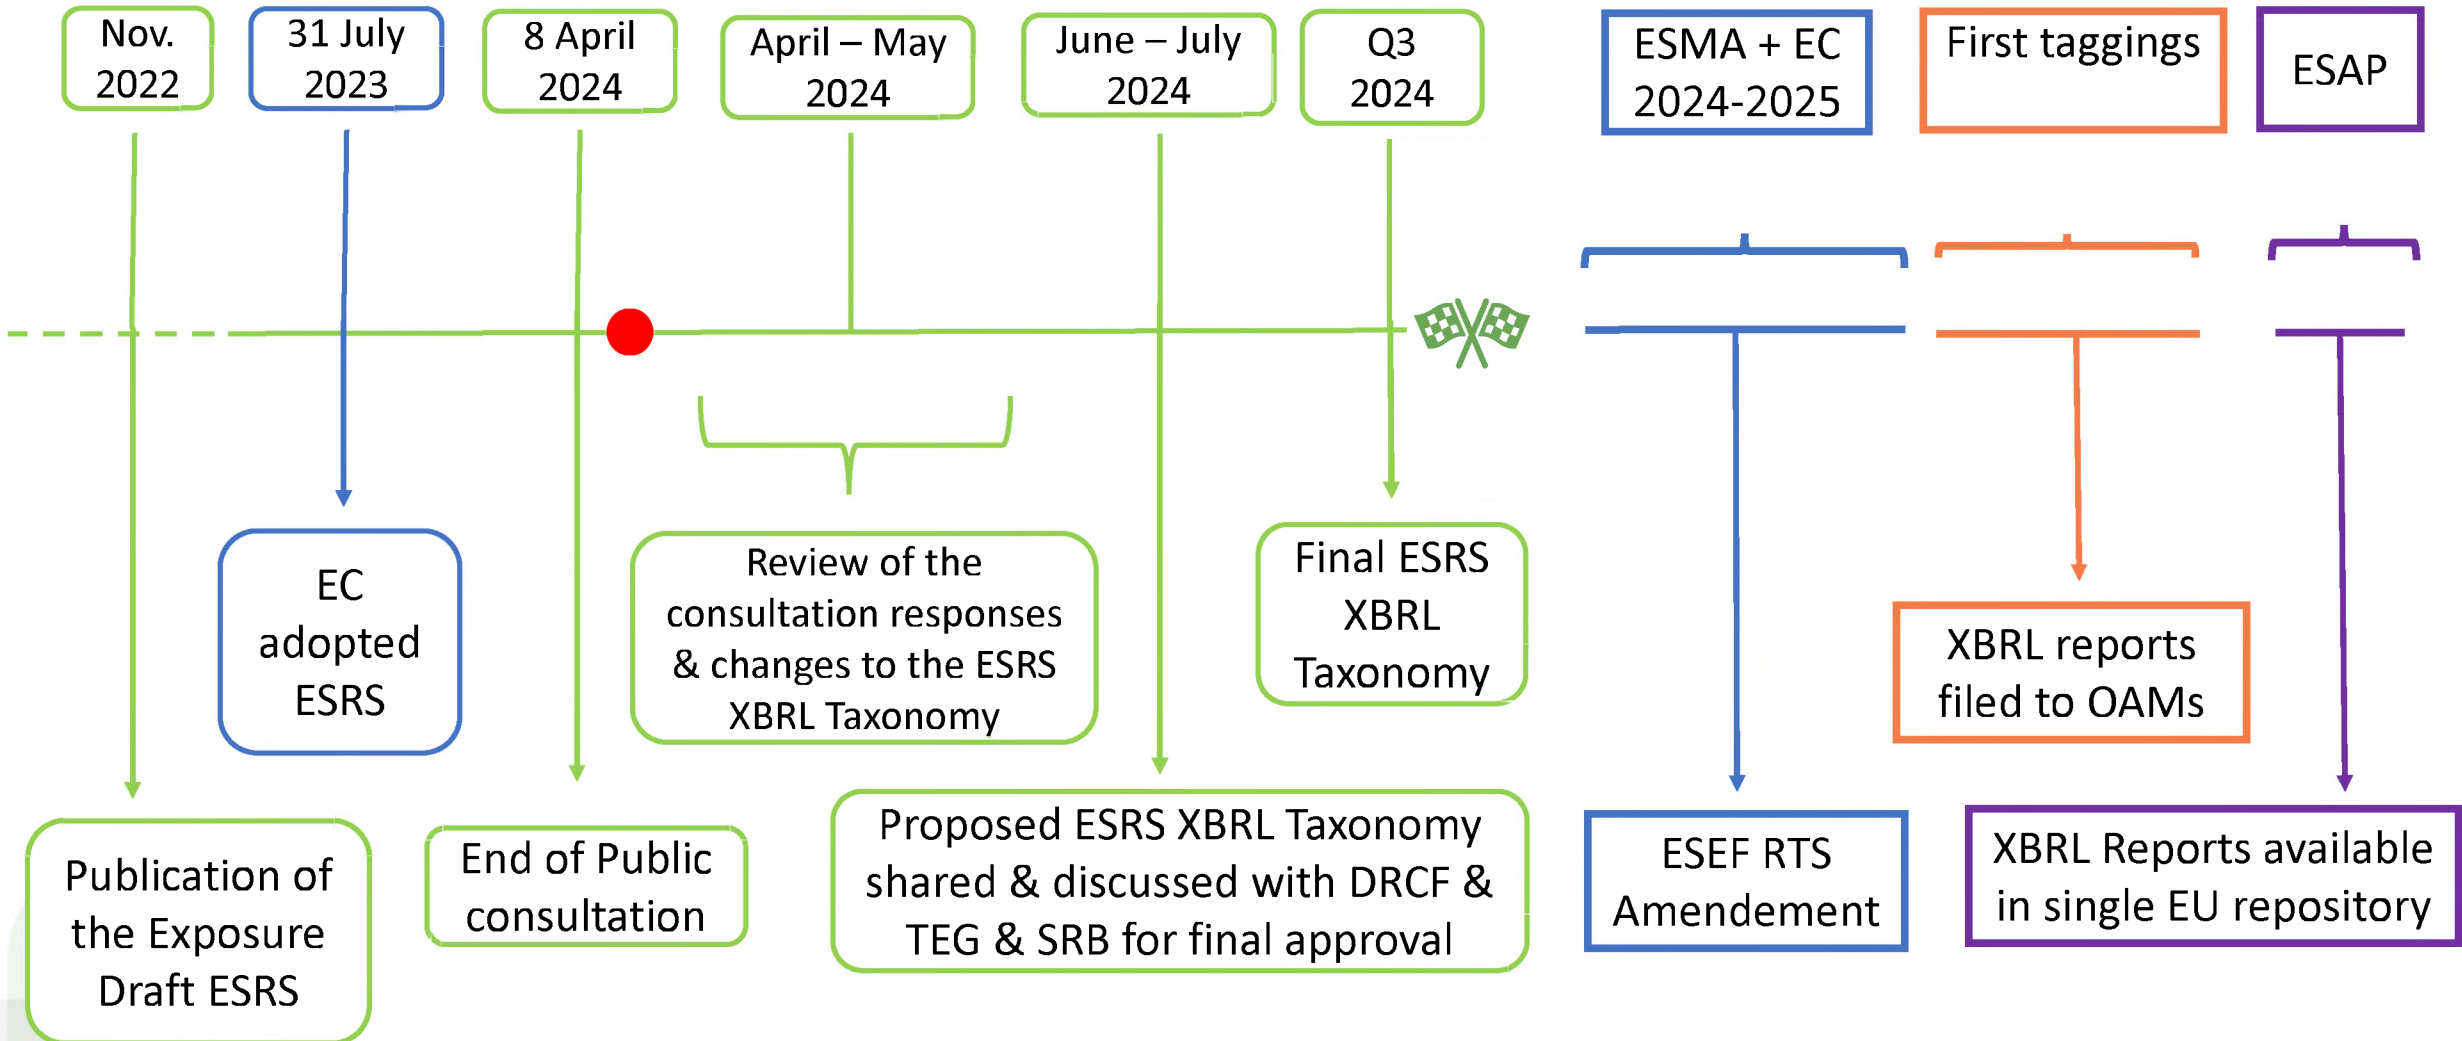 Nov.
2022
31 July
2023
8 April
2024
April – May
2024
June – July
2024
Q3
2024
ESMA + EC
2024-2025
First taggings
ESAP
EC
adopted
ESRS
Review of the
consultation responses
& changes to the ESRS
XBRL Taxonomy
Final ESRS
XBRL
Taxonomy
XBRL reports
filed to OAMs
Publication of
the Exposure
Draft ESRS
End of Public
consultation
Proposed ESRS XBRL Taxonomy
shared & discussed with DRCF &
TEG & SRB for final approval
ESEF RTS
Amendement
XBRL Reports available
in single EU repository